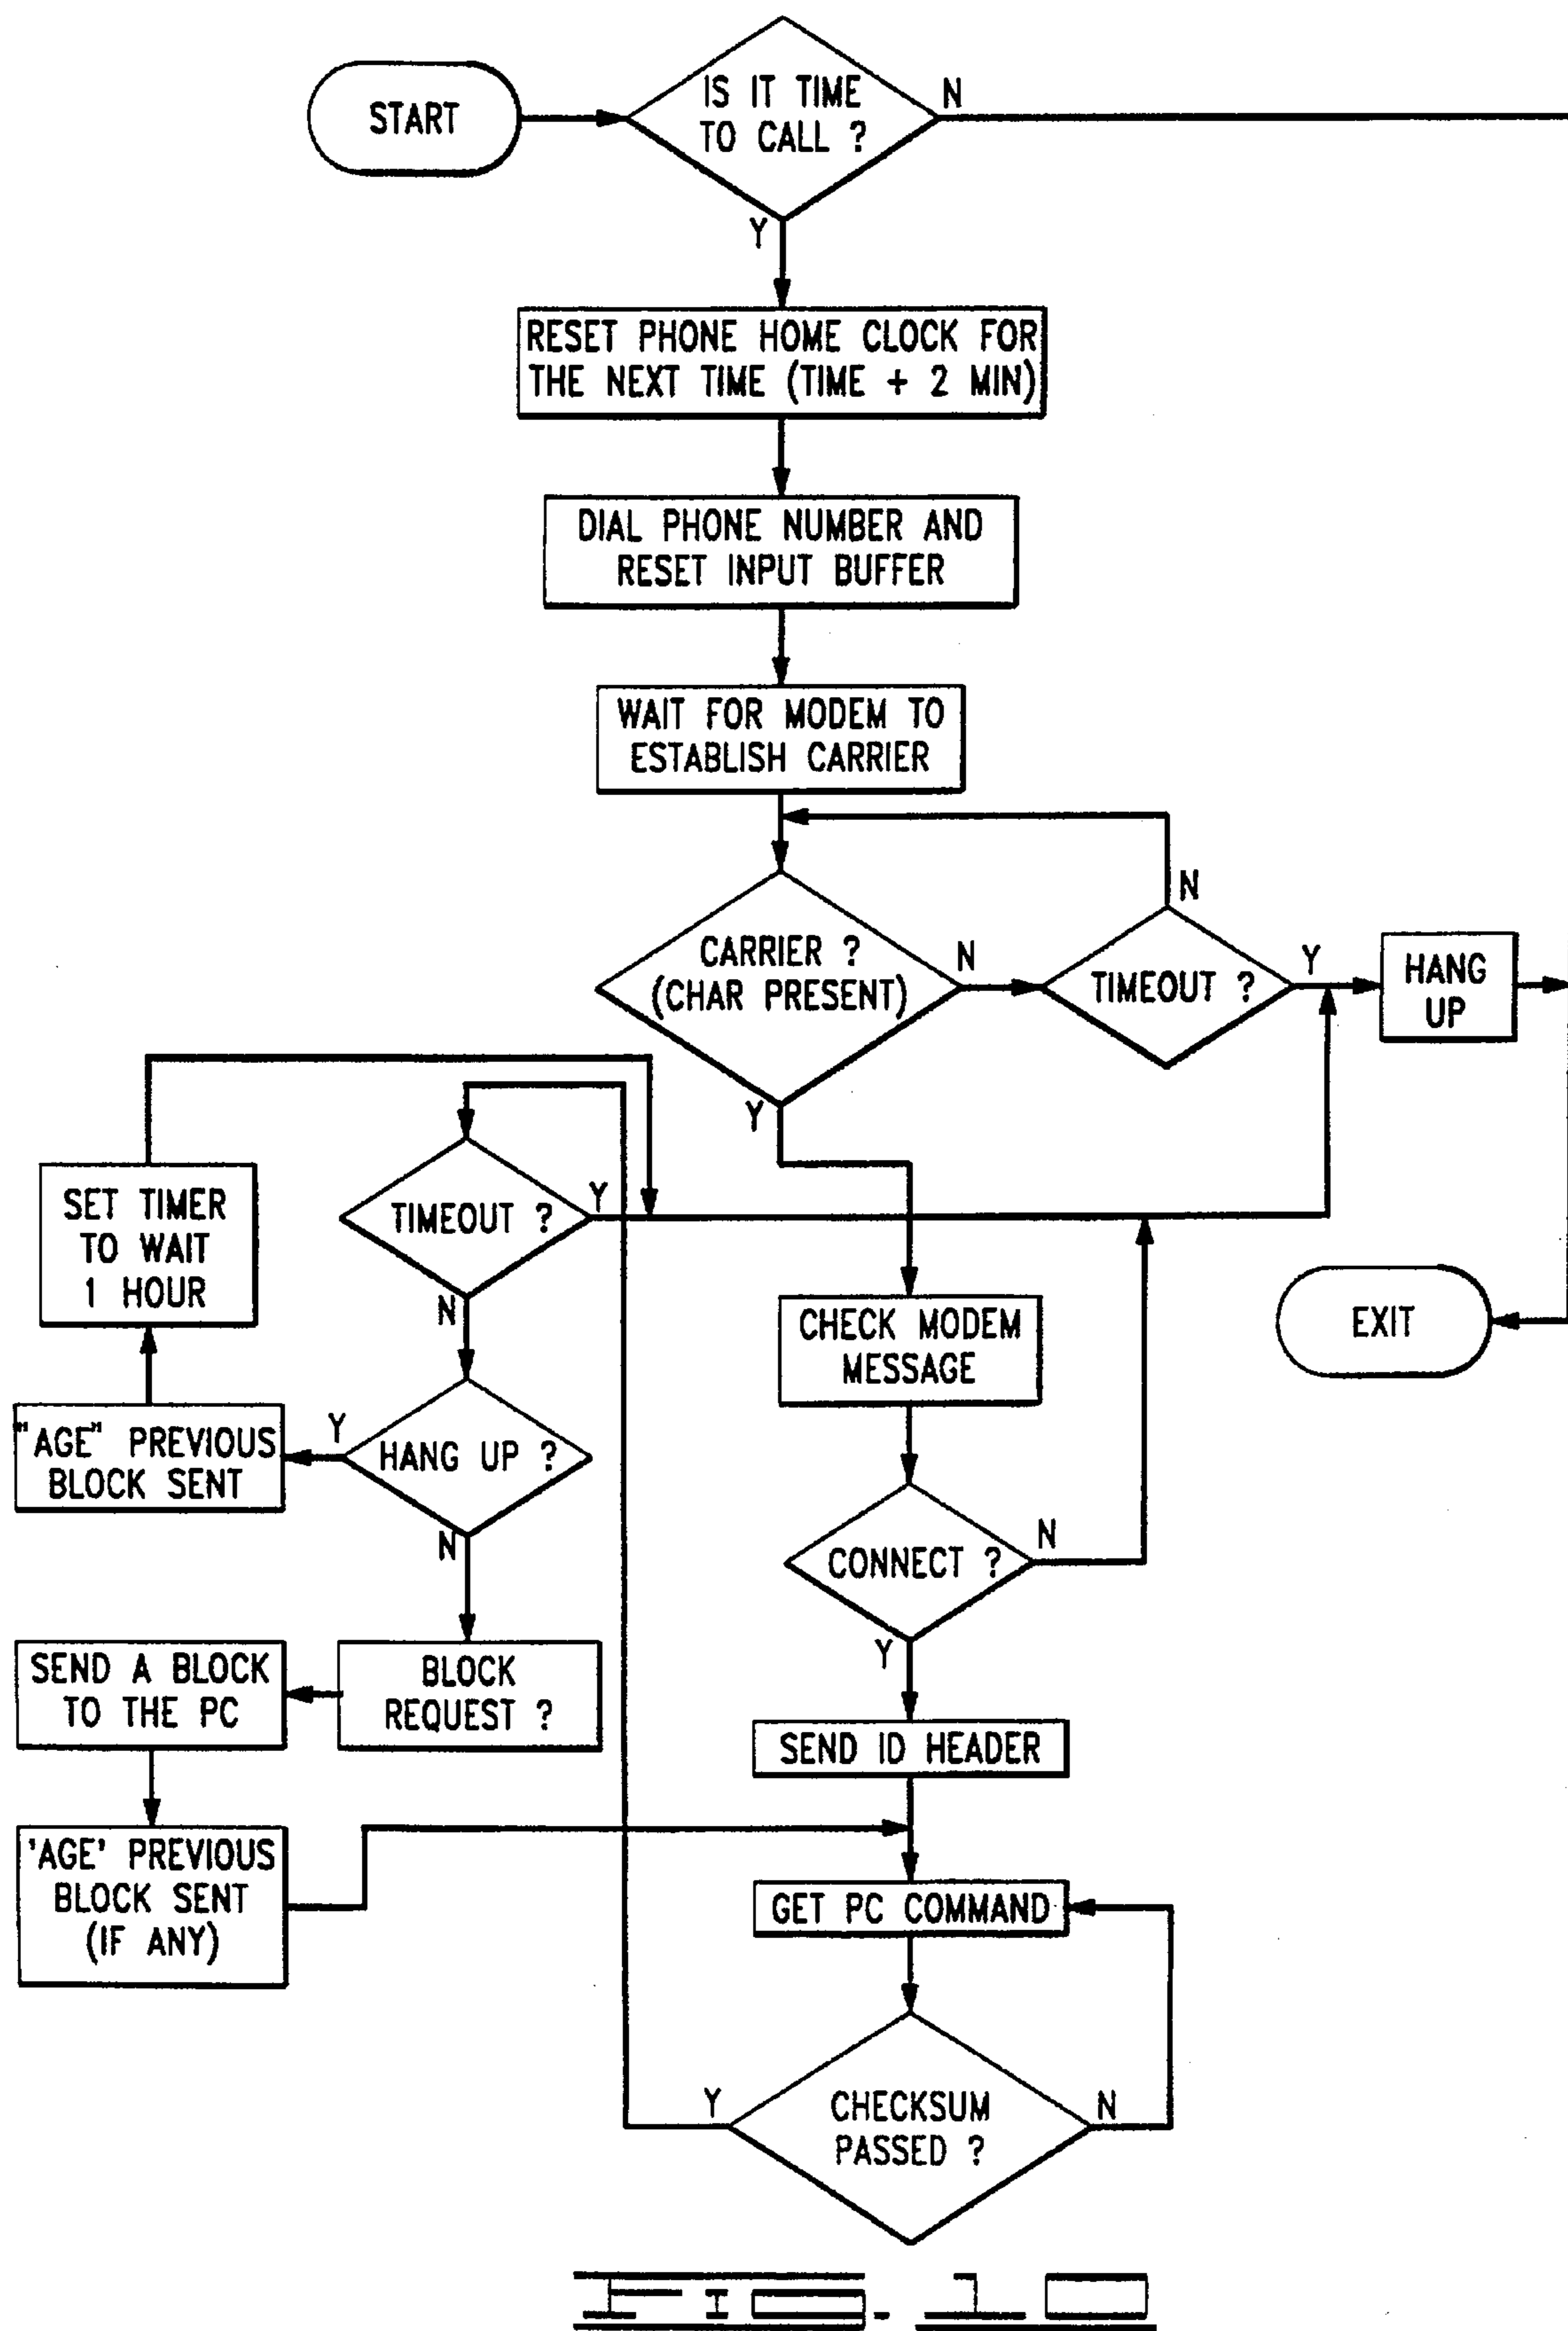 START
IS IT TIME
TO CALL ?
N
Y
RESET PHONE HOME CLOCK FOR
THE NEXT TIME (TIME + 2 MIN)
DIAL PHONE NUMBER AND
RESET INPUT BUFFER
WAIT FOR MODEM TO
ESTABLISH CARRIER
CARRIER ?
(CHAR PRESENT)
N
Y
TIMEOUT ?
N
Y
HANG
UP
EXIT
CHECK MODEM
MESSAGE
CONNECT ?
N
Y
SEND ID HEADER
GET PC COMMAND
CHECKSUM
PASSED ?
N
Y
TIMEOUT ?
Y
N
HANG UP ?
Y
N
"AGE" PREVIOUS
BLOCK SENT
SET TIMER
TO WAIT
1 HOUR
BLOCK
REQUEST ?
SEND A BLOCK
TO THE PC
'AGE' PREVIOUS
BLOCK SENT
(IF ANY)
FIG. 10